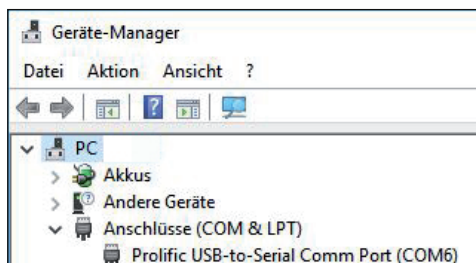 Geräte-Manager
Datei Aktion Ansicht ?
?
PC
Akkus
Andere Geräte
Anschlüsse (COM & LPT)
Prolific USB-to-Serial Comm Port (COM6)